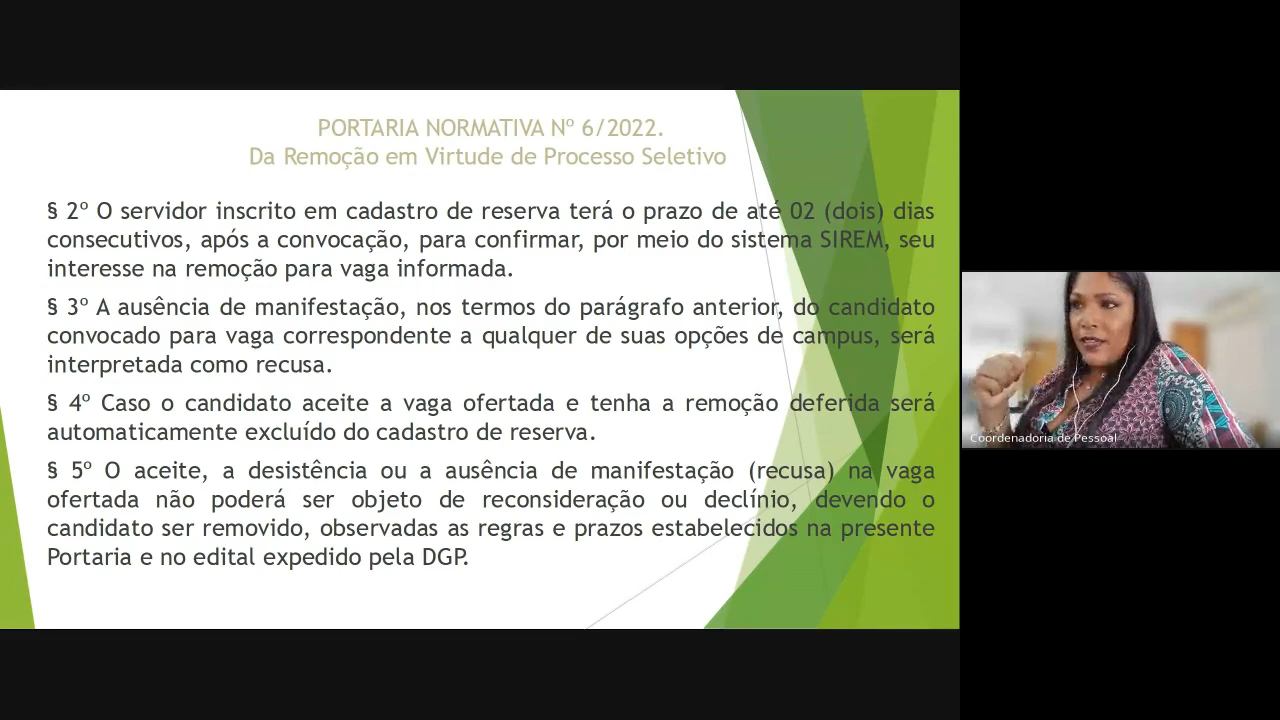 PORTARIA NORMATIVA Nº 6/2022.
Da Remoção em Virtude de Processo Seletivo
§ 2º O servidor inscrito em cadastro de reserva terá o prazo de até 02 (dois) dias
consecutivos, após a convocação, para confirmar, por meio do sistema SIREM, seu
interesse na remoção para vaga informada.
§ 3º A ausência de manifestação, nos termos do parágrafo anterior, do candidato
convocado para vaga correspondente a qualquer de suas opções de campus, será
interpretada como recusa.
§ 4º Caso o candidato aceite a vaga ofertada e tenha a remoção deferida será
automaticamente excluído do cadastro de reserva.
§ 5º O aceite, a desistência ou a ausência de manifestação (recusa) na vaga
ofertada não poderá ser objeto de reconsideração ou declínio, devendo o
candidato ser removido, observadas as regras e prazos estabelecidos na presente
Portaria e no edital expedido pela DGP.
Coordenadoria de Pessoal